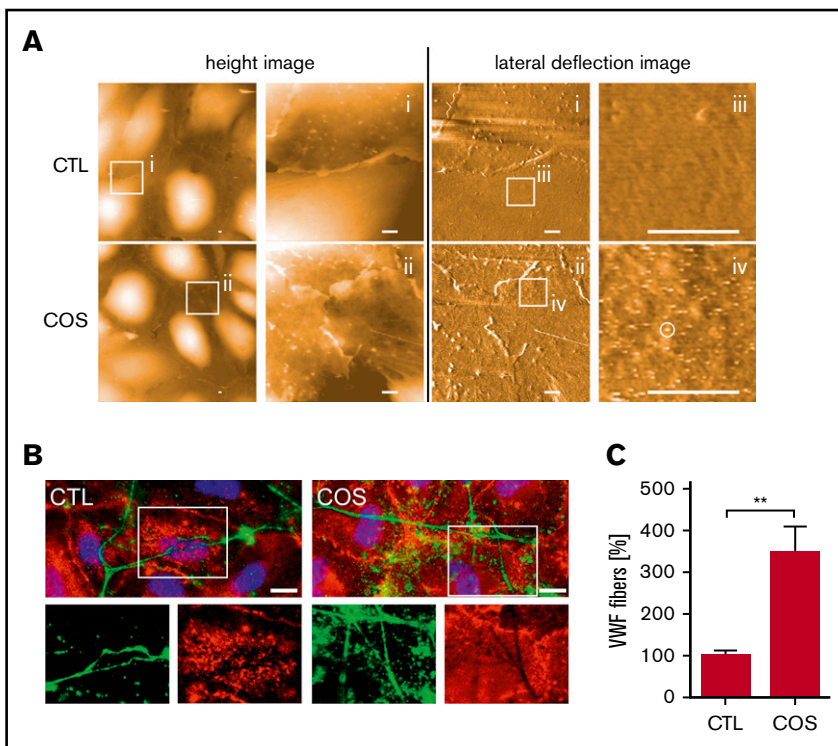 A
height image
lateral deflection image
CTL
i
i
i
iii
iii
COS
ii
ii
ii
iv
iv
B
CTL
COS
C
VWF fibers [%]
500
400
300
200
100
0
**
CTL
COS